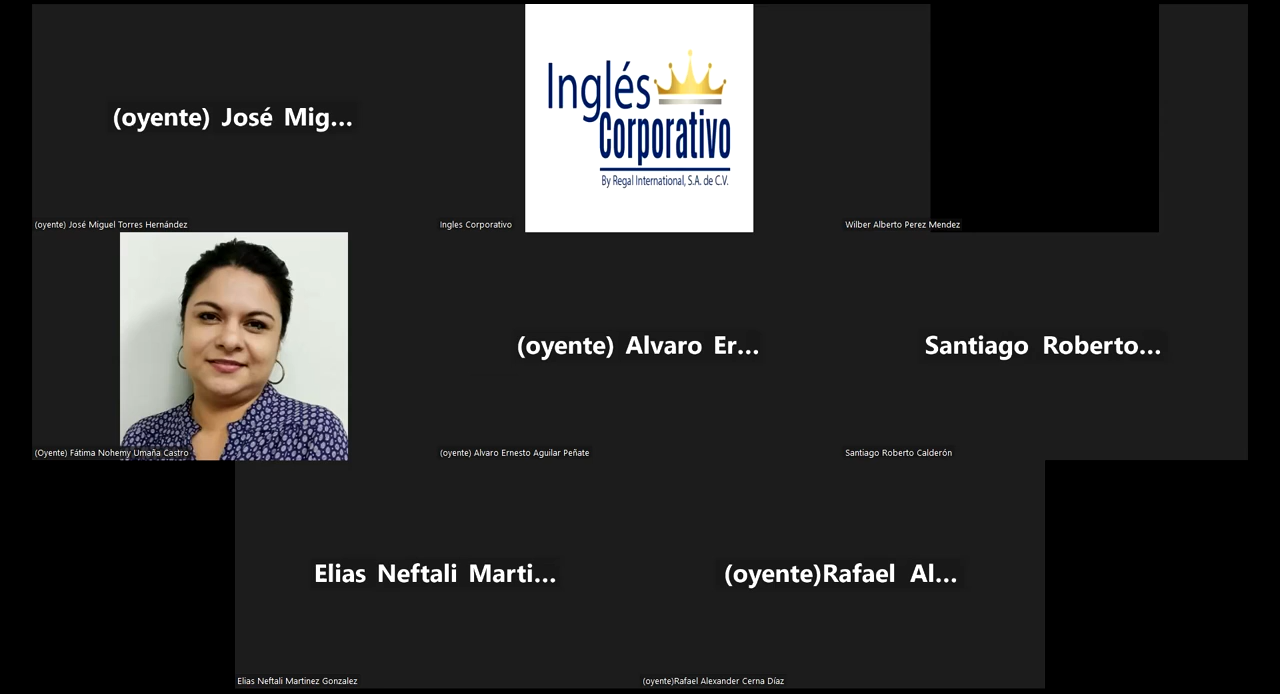 (oyente) José Mig...
(oyente) José Miguel Torres Hernández
Inglés
Corporativo
By Regal International, S.A. de C.V.
Ingles Corporativo
Wilber Alberto Perez Mendez
(Oyente) Fátima Nohemy Umaña Castro
(oyente) Alvaro Er...
(oyente) Alvaro Ernesto Aguilar Peñate
Santiago Roberto...
Santiago Roberto Calderón
Elias Neftali Marti...
Elias Neftali Martinez Gonzalez
(oyente)Rafael Al...
(oyente)Rafael Alexander Cerna Díaz